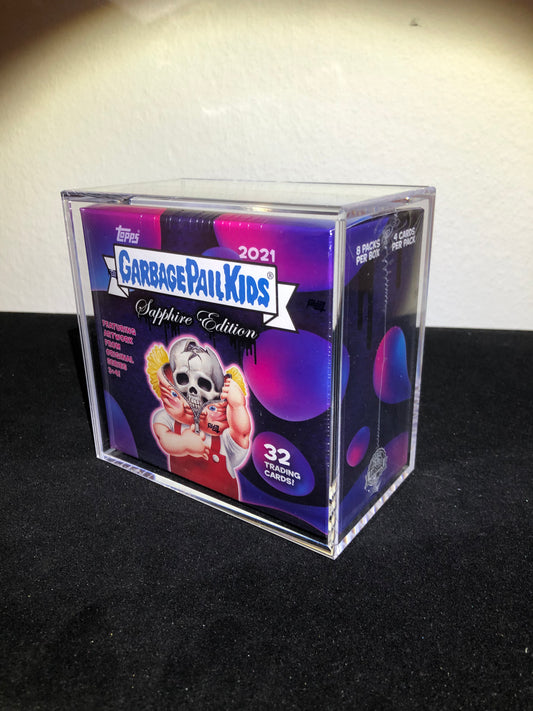 Topps
2021
GARBAGE PAIL KIDS®
Sapphire Edition
FEATURING
ARTWORK
FROM
ORIGINAL
SERIES
32
TRADING
CARDS!
8 PACKS
PER BOX
4 CARDS
PER PACK